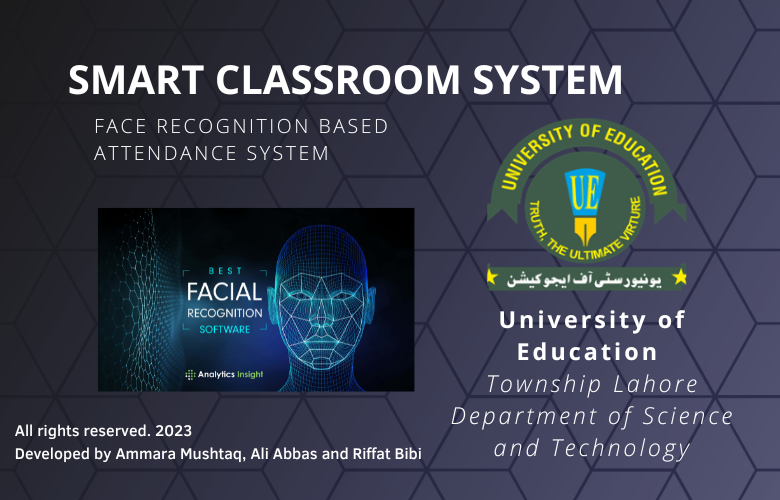 SMART CLASSROOM SYSTEM
FACE RECOGNITION BASED
ATTENDANCE SYSTEM
BEST
FACIAL
RECOGNITION
SOFTWARE
Analytics Insight
UNIVERSITY OF EDUCATION
UE
TRUTH, THE ULTIMATE VIRTURE
یونیورسٹی آف ایجوکیشن
University of
Education
Township Lahore
Department of Science
and Technology
All rights reserved. 2023
Developed by Ammara Mushtaq, Ali Abbas and Riffat Bibi